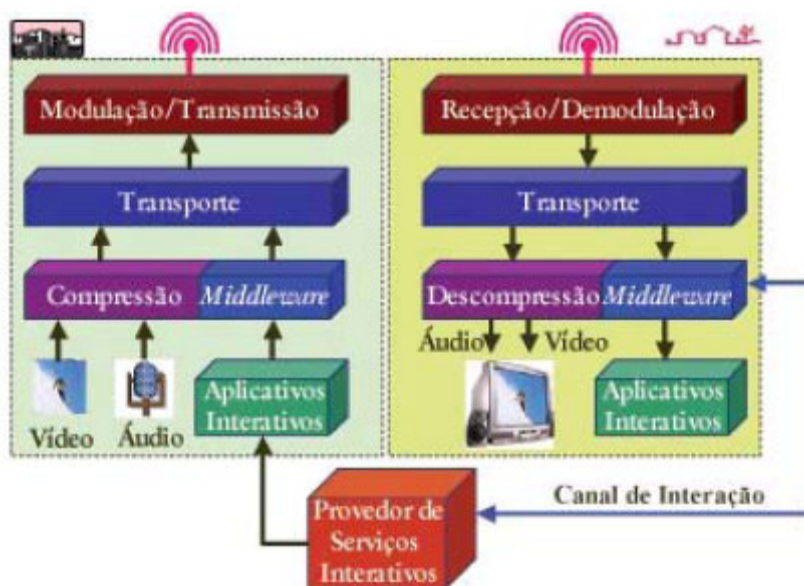 Modulação/Transmissão
Transporte
Compressão
Middleware
Vídeo
Áudio
Aplicativos
Interativos
Recepção/Demodulação
Transporte
Descompressão
Middleware
Áudio
Vídeo
Aplicativos
Interativos
Provedor de
Serviços
Interativos
Canal de Interação